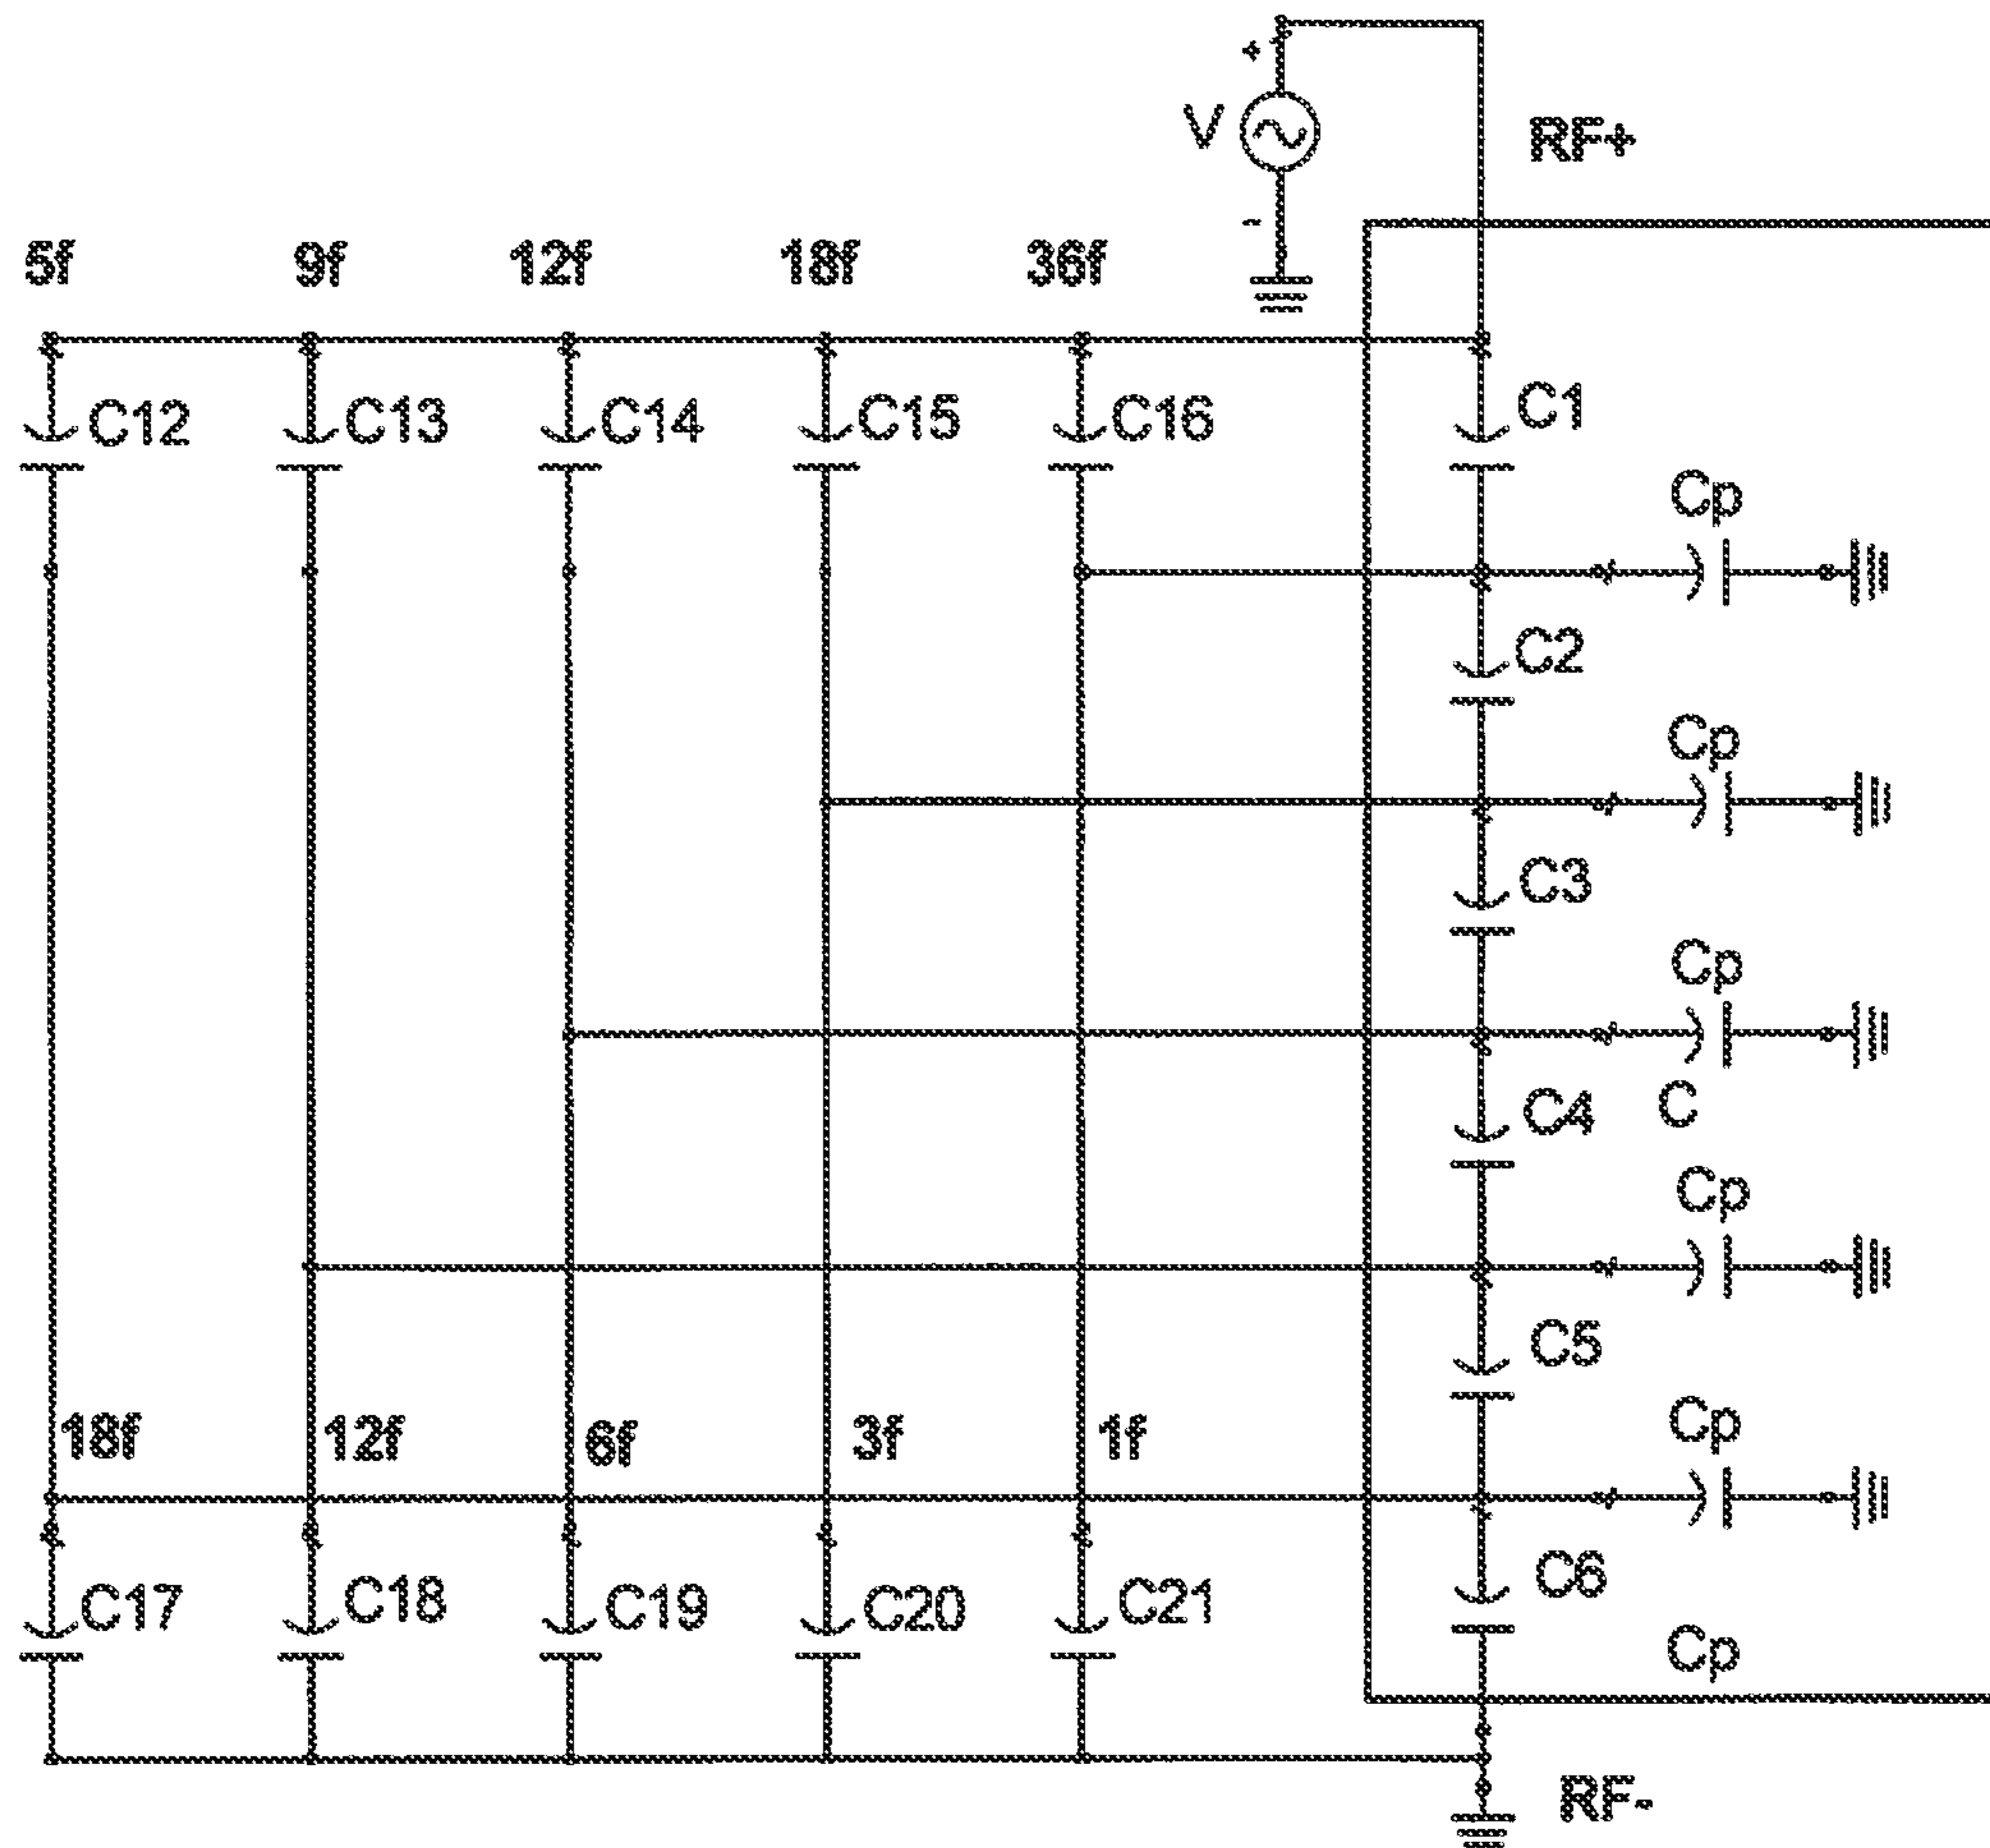 +
V
RF+
-
5f 9f 12f 18f 36f
C12 C13 C14 C15 C16 C1
Cp
C2
Cp
C3
Cp
C4 C
Cp
C5
18f 12f 6f 3f 1f Cp
C17 C18 C19 C20 C21 C6
Cp
RF-